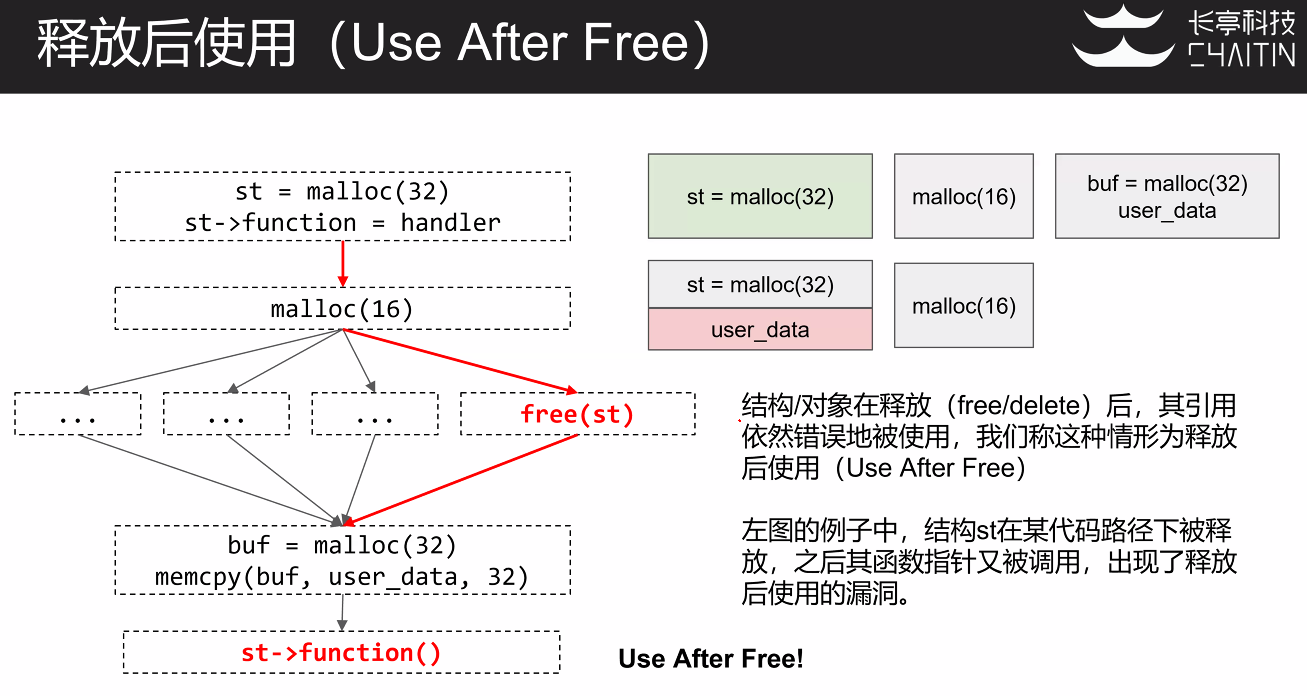 释放后使用（Use After Free）
长亭科技
CHAITIN
st = malloc(32)
st->function = handler
malloc(16)
...
...
...
free(st)
buf = malloc(32)
memcpy(buf, user_data, 32)
st->function()
st = malloc(32)
malloc(16)
buf = malloc(32)
user_data
st = malloc(32)
user_data
malloc(16)
结构/对象在释放（free/delete）后，其引用
依然错误地被使用，我们称这种情形为释放
后使用（Use After Free）
左图的例子中，结构st在某代码路径下被释
放，之后其函数指针又被调用，出现了释放
后使用的漏洞。
Use After Free!